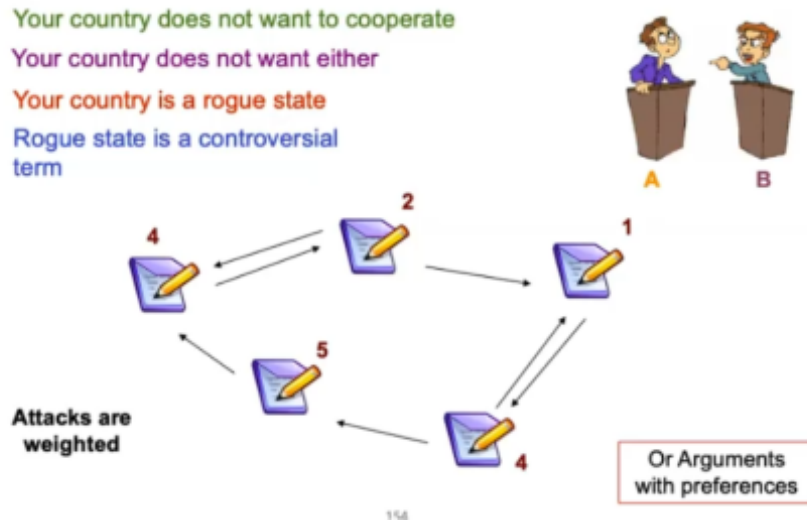 Your country does not want to cooperate
Your country does not want either
Your country is a rogue state
Rogue state is a controversial
term
A
B
2
1
4
5
Attacks are
weighted
4
Or Arguments
with preferences
154